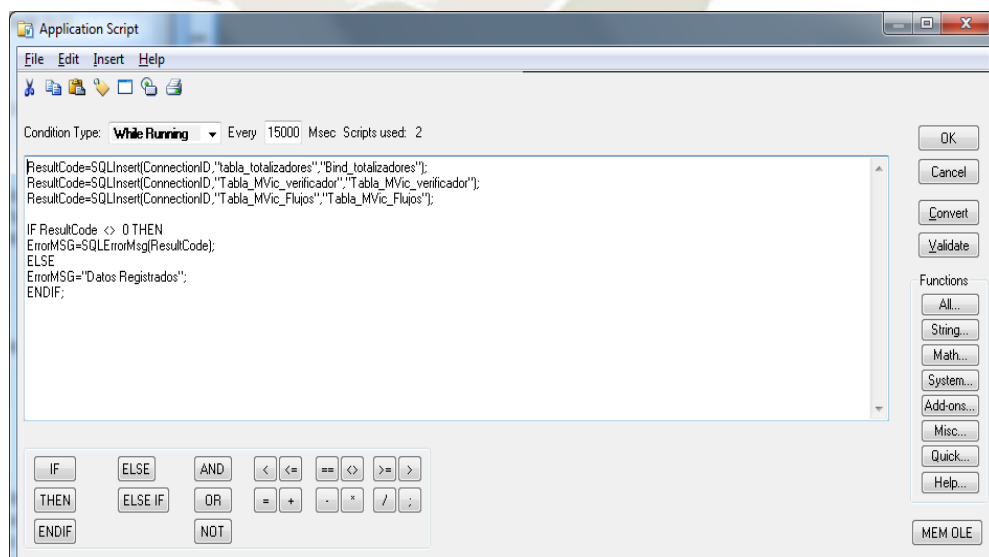 Application Script
File Edit Insert Help
Condition Type: While Running Every 15000 Msec Scripts used: 2
ResultCode=SQLInsert(ConnectionID,"tabla_totalizadores","Bind_totalizadores");
ResultCode=SQLInsert(ConnectionID,"Tabla_MVic_verificador","Tabla_MVic_verificador");
ResultCode=SQLInsert(ConnectionID,"Tabla_MVic_Flujos","Tabla_MVic_Flujos");
IF ResultCode <> 0 THEN
ErrorMSG=SQLErrorMsg(ResultCode);
ELSE
ErrorMSG="Datos Registrados";
ENDIF;
OK
Cancel
Convert
Validate
Functions
All...
String...
Math...
System...
Add-ons...
Misc...
Quick...
Help...
MEM OLE
IF ELSE AND < <= == <> >= >
THEN ELSE IF OR = + - * / ;
ENDIF NOT